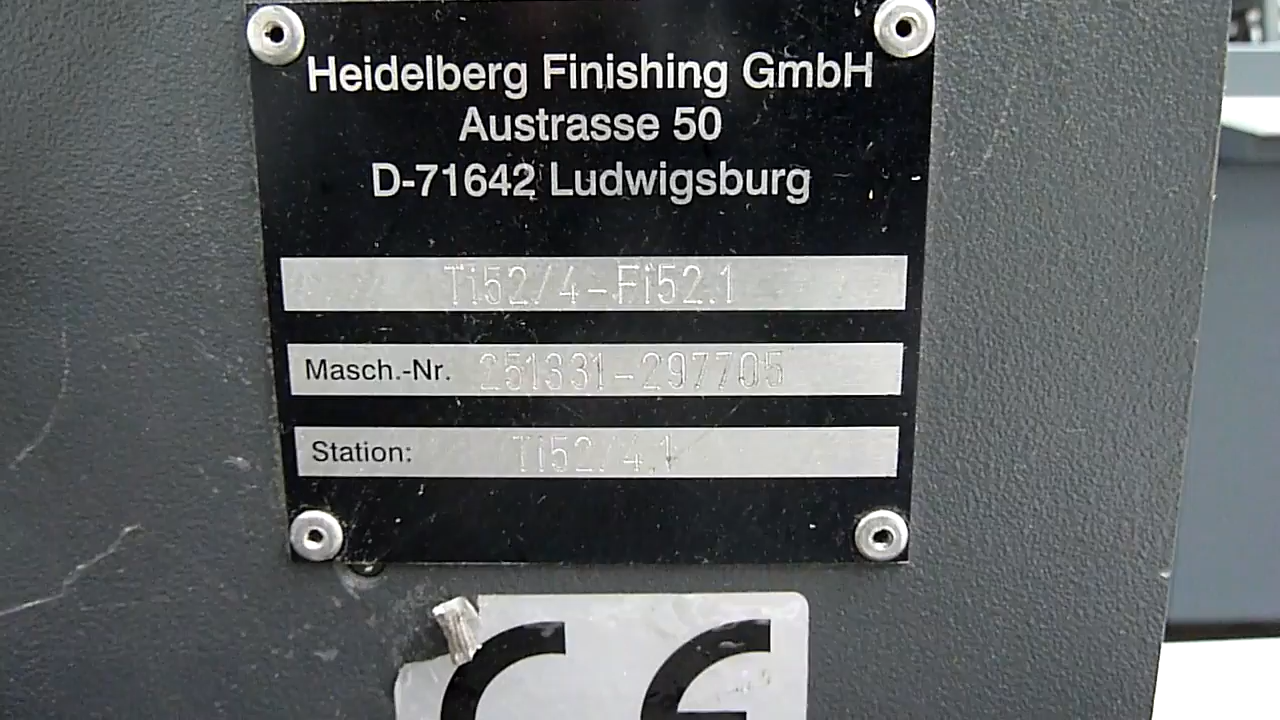 Heidelberg Finishing GmbH
Austrasse 50
D-71642 Ludwigsburg
Ti52/4-Fi52.1
Masch.-Nr. 251331-297705
Station: Ti52/4.1
CE